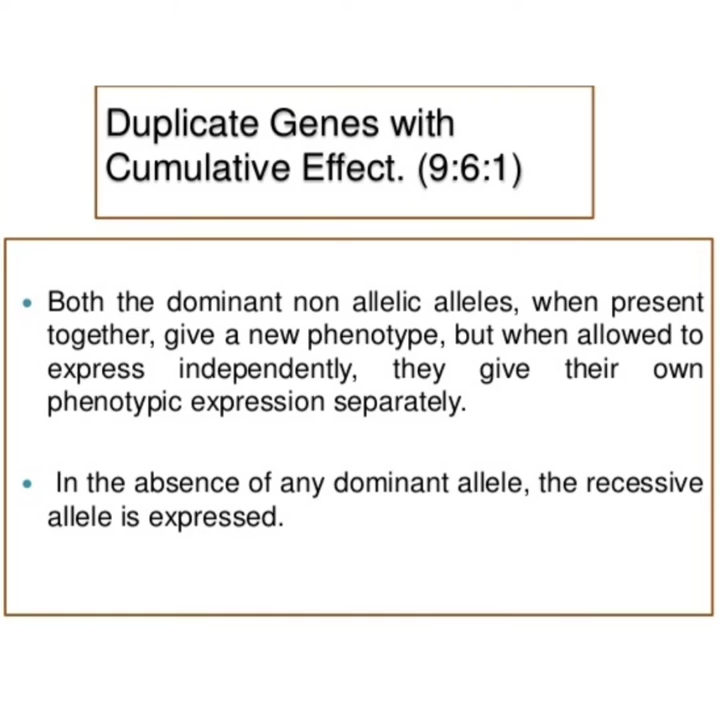 Duplicate Genes with
Cumulative Effect. (9:6:1)
• Both the dominant non allelic alleles, when present
together, give a new phenotype, but when allowed to
express independently, they give their own
phenotypic expression separately.
• In the absence of any dominant allele, the recessive
allele is expressed.